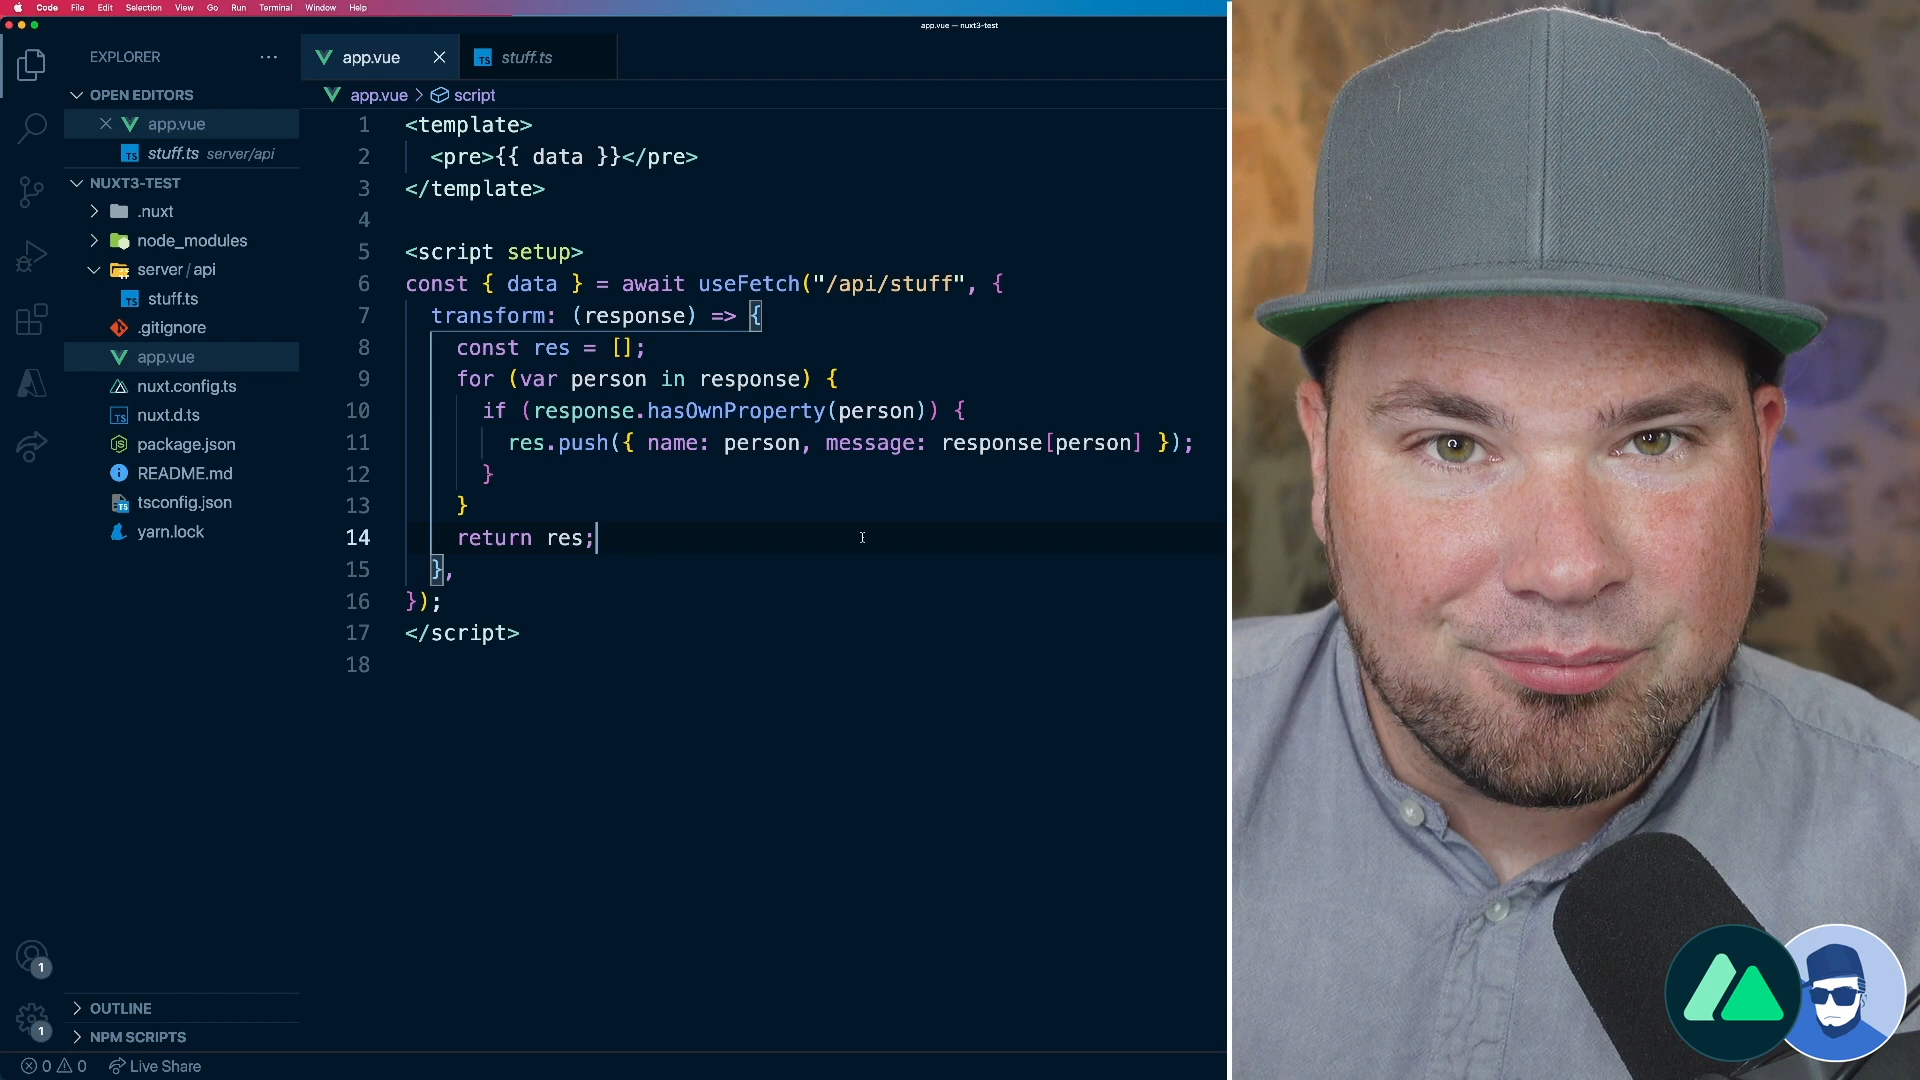 Code File Edit Selection View Go Run Terminal Window Help
app.vue — nuxt3-test
EXPLORER
OPEN EDITORS
app.vue
stuff.ts server/api
NUXT3-TEST
.nuxt
node_modules
server/api
TS stuff.ts
.gitignore
app.vue
nuxt.config.ts
TS nuxt.d.ts
package.json
README.md
tsconfig.json
yarn.lock
OUTLINE
NPM SCRIPTS
1
1
0 0 Live Share
app.vue
TS stuff.ts
app.vue > script
1 <template>
2 <pre>{{ data }}</pre>
3 </template>
4
5 <script setup>
6 const { data } = await useFetch("/api/stuff", {
7 transform: (response) => {
8 const res = [];
9 for (var person in response) {
10 if (response.hasOwnProperty(person)) {
11 res.push({ name: person, message: response[person] });
12 }
13 }
14 return res;
15 },
16 });
17 </script>
18